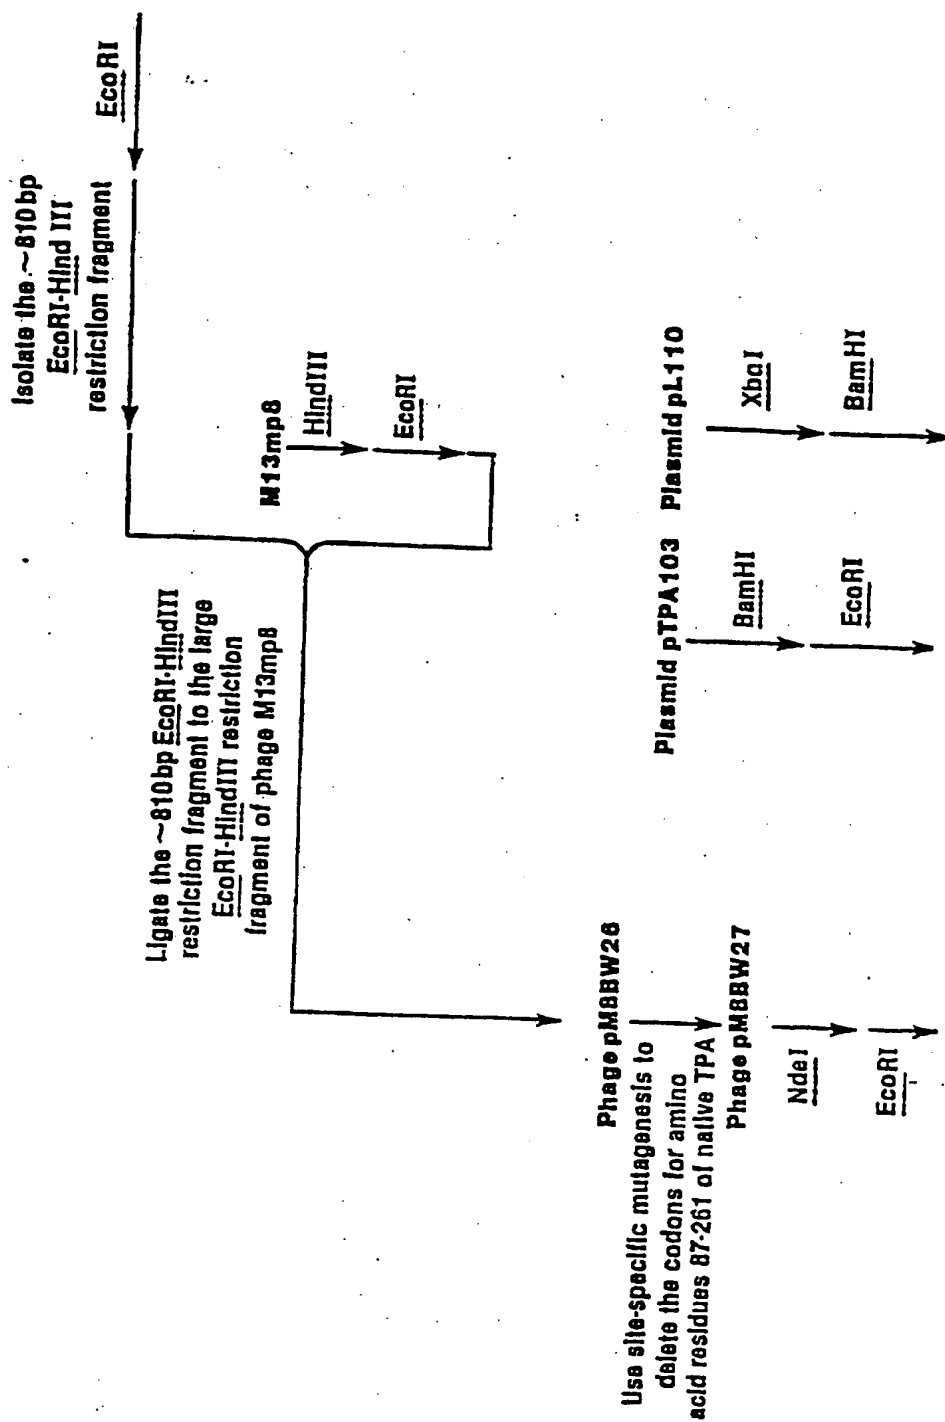 Isolate the ~810bp
EcoRI-Hind III
restriction fragment
EcoRI
Ligate the ~810bp EcoRI-HindIII
restriction fragment to the large
EcoRI-HindIII restriction
fragment of phage M13mp8
M13mp8
HindIII
EcoRI
Phage pM8BW26
Use site-specific mutagenesis to
delete the codons for amino
acid residues 87-261 of native TPA
Phage pM8BW27
NdeI
EcoRI
Plasmid pTPA103
BamHI
EcoRI
Plasmid pL110
XbaI
BamHI